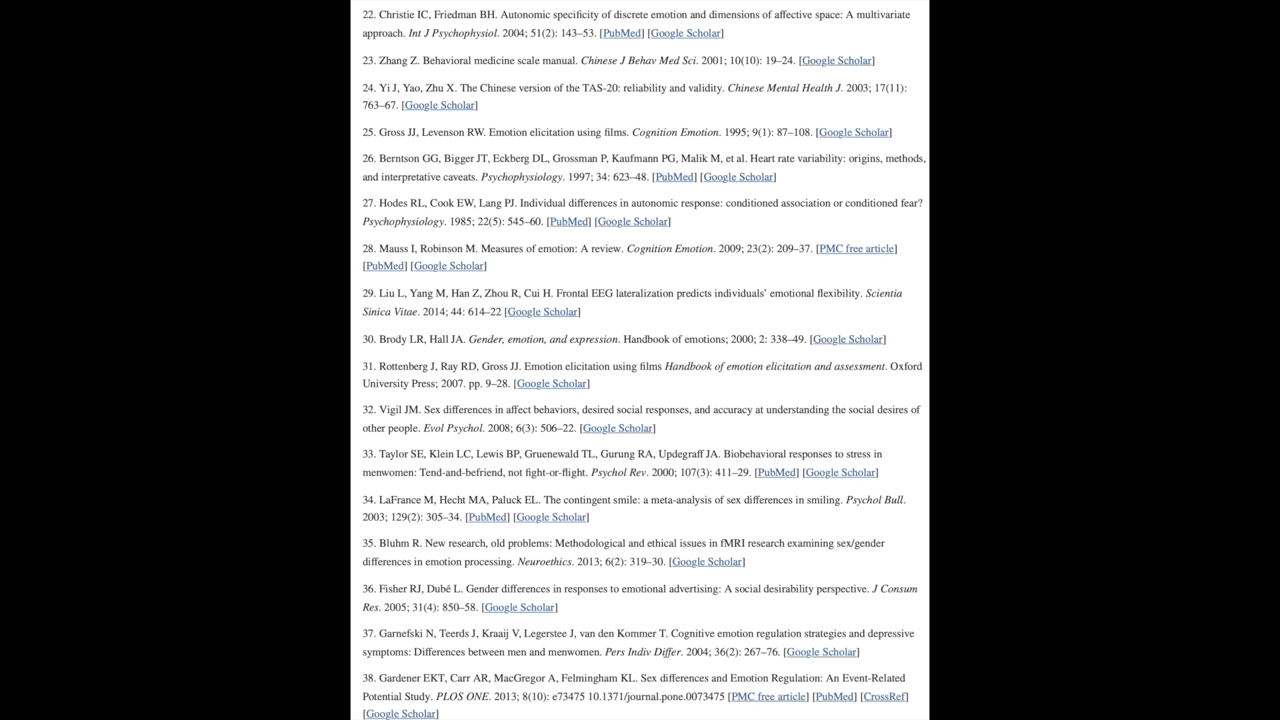 22. Christie IC, Friedman BH. Autonomic specificity of discrete emotion and dimensions of affective space: A multivariate
approach. Int J Psychophysiol. 2004; 51(2): 143–53. [PubMed] [Google Scholar]
23. Zhang Z. Behavioral medicine scale manual. Chinese J Behav Med Sci. 2001; 10(10): 19–24. [Google Scholar]
24. Yi J, Yao, Zhu X. The Chinese version of the TAS-20: reliability and validity. Chinese Mental Health J. 2003; 17(11):
763–67. [Google Scholar]
25. Gross JJ, Levenson RW. Emotion elicitation using films. Cognition Emotion. 1995; 9(1): 87–108. [Google Scholar]
26. Berntson GG, Bigger JT, Eckberg DL, Grossman P, Kaufmann PG, Malik M, et al. Heart rate variability: origins, methods,
and interpretative caveats. Psychophysiology. 1997; 34: 623–48. [PubMed] [Google Scholar]
27. Hodes RL, Cook EW, Lang PJ. Individual differences in autonomic response: conditioned association or conditioned fear?
Psychophysiology. 1985; 22(5): 545–60. [PubMed] [Google Scholar]
28. Mauss I, Robinson M. Measures of emotion: A review. Cognition Emotion. 2009; 23(2): 209–37. [PMC free article]
[PubMed] [Google Scholar]
29. Liu L, Yang M, Han Z, Zhou R, Cui H. Frontal EEG lateralization predicts individuals’ emotional flexibility. Scientia
Sinica Vitae. 2014; 44: 614–22 [Google Scholar]
30. Brody LR, Hall JA. Gender, emotion, and expression. Handbook of emotions; 2000; 2: 338–49. [Google Scholar]
31. Rottenberg J, Ray RD, Gross JJ. Emotion elicitation using films Handbook of emotion elicitation and assessment. Oxford
University Press; 2007. pp. 9–28. [Google Scholar]
32. Vigil JM. Sex differences in affect behaviors, desired social responses, and accuracy at understanding the social desires of
other people. Evol Psychol. 2008; 6(3): 506–22. [Google Scholar]
33. Taylor SE, Klein LC, Lewis BP, Gruenewald TL, Gurung RA, Updegraff JA. Biobehavioral responses to stress in
menwomen: Tend-and-befriend, not fight-or-flight. Psychol Rev. 2000; 107(3): 411–29. [PubMed] [Google Scholar]
34. LaFrance M, Hecht MA, Paluck EL. The contingent smile: a meta-analysis of sex differences in smiling. Psychol Bull.
2003; 129(2): 305–34. [PubMed] [Google Scholar]
35. Bluhm R. New research, old problems: Methodological and ethical issues in fMRI research examining sex/gender
differences in emotion processing. Neuroethics. 2013; 6(2): 319–30. [Google Scholar]
36. Fisher RJ, Dubé L. Gender differences in responses to emotional advertising: A social desirability perspective. J Consum
Res. 2005; 31(4): 850–58. [Google Scholar]
37. Garnefski N, Teerds J, Kraaij V, Legerstee J, van den Kommer T. Cognitive emotion regulation strategies and depressive
symptoms: Differences between men and menwomen. Pers Indiv Differ. 2004; 36(2): 267–76. [Google Scholar]
38. Gardener EKT, Carr AR, MacGregor A, Felmingham KL. Sex differences and Emotion Regulation: An Event-Related
Potential Study. PLOS ONE. 2013; 8(10): e73475 10.1371/journal.pone.0073475 [PMC free article] [PubMed] [CrossRef]
[Google Scholar]